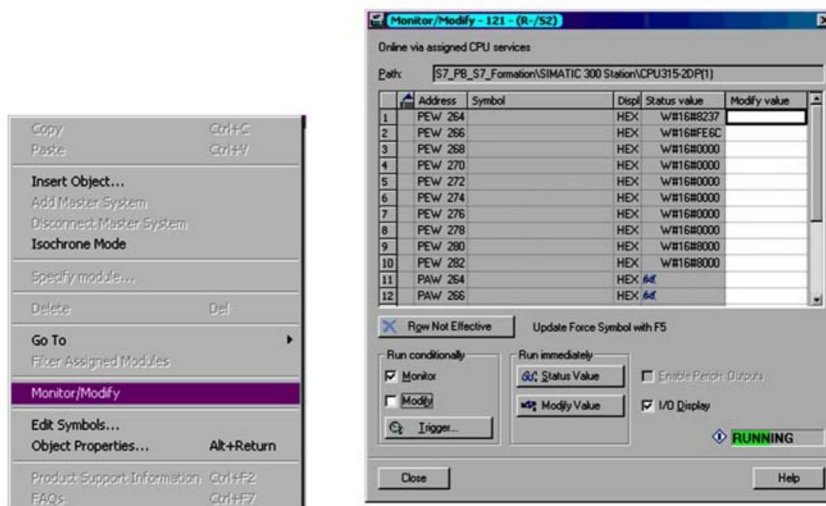 Copy Ctrl+C
Paste Ctrl+V
Insert Object...
Add Master System
Disconnect Master System
Isochrone Mode
Specify module...
Delete Del
Go To
Filter Assigned Modules
Monitor/Modify
Edit Symbols...
Object Properties... Alt+Return
Product Support Information Ctrl+F2
FAQs Ctrl+F7
Monitor/Modify - 121 - (R-/S2)
Online via assigned CPU services
Path: S7_PB_S7_Formation\SIMATIC 300 Station\CPU315-2DP(1)
Address Symbol Displ Status value Modify value
1 PEW 264 HEX W#16#8237
2 PEW 266 HEX W#16#FE6C
3 PEW 268 HEX W#16#0000
4 PEW 270 HEX W#16#0000
5 PEW 272 HEX W#16#0000
6 PEW 274 HEX W#16#0000
7 PEW 276 HEX W#16#0000
8 PEW 278 HEX W#16#0000
9 PEW 280 HEX W#16#8000
10 PEW 282 HEX W#16#8000
11 PAW 264 HEX
12 PAW 266 HEX
Row Not Effective Update Force Symbol with F5
Run conditionally Run immediately
Monitor Status Value Enable Periph. Outputs
Modify Modify Value I/O Display
Trigger...
RUNNING
Close Help